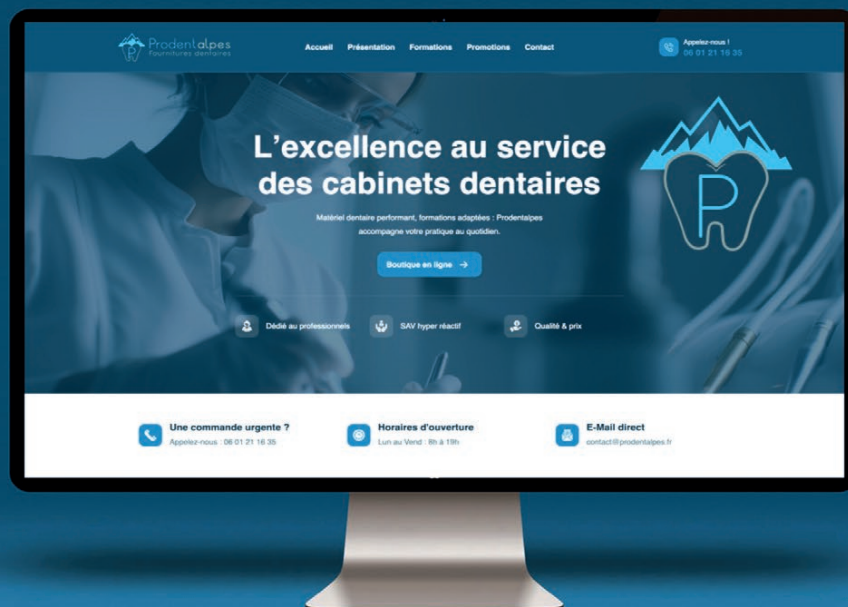 Prodentalpes
Fournitures dentaires
Accueil Présentation Formations Promotions Contact
Appelez-nous !
06 01 21 16 35
L'excellence au service
des cabinets dentaires
P
Matériel dentaire performant, formations adaptées : Prodentalpes
accompagne votre pratique au quotidien.
Boutique en ligne →
Dédié au professionnels SAV hyper réactif Qualité & prix
Une commande urgente ?
Appelez-nous : 06 01 21 16 35
Horaires d'ouverture
Lun au Vend : 8h à 19h
E-Mail direct
contact@prodentalpes.fr